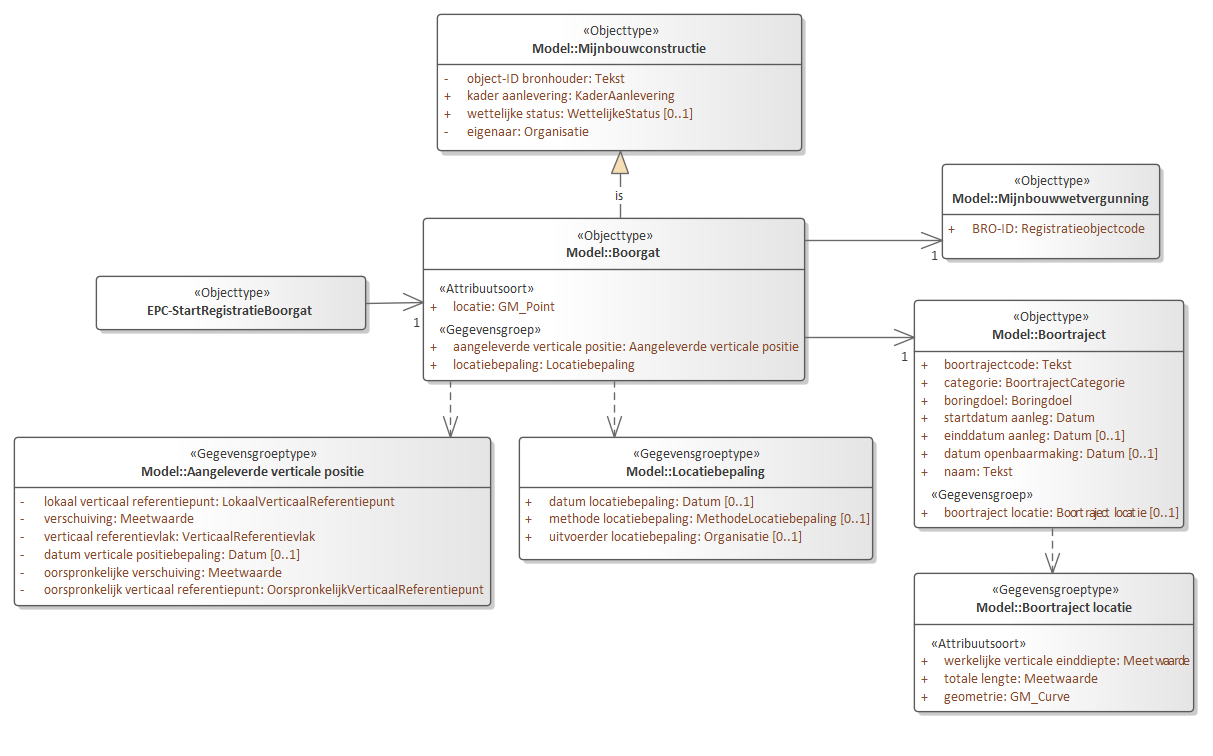 «Objecttype»
Model::Mijnbouwconstructie
- object-ID bronhouder: Tekst
+ kader aanlevering: KaderAanlevering
+ wettelijke status: WettelijkeStatus [0..1]
- eigenaar: Organisatie
is
«Objecttype»
Model::Mijnbouwwetvergunning
+ BRO-ID: Registratieobjectcode
1
«Objecttype»
Model::Boorgat
«Attribuutsoort»
+ locatie: GM_Point
«Gegevensgroep»
+ aangeleverde verticale positie: Aangeleverde verticale positie
+ locatiebepaling: Locatiebepaling
«Objecttype»
EPC-StartRegistratieBoorgat
1
«Objecttype»
Model::Boortraject
+ boortrajectcode: Tekst
+ categorie: BoortrajectCategorie
+ boringdoel: Boringdoel
+ startdatum aanleg: Datum
+ einddatum aanleg: Datum [0..1]
+ datum openbaarmaking: Datum [0..1]
+ naam: Tekst
«Gegevensgroep»
+ boortraject locatie: Boortraject locatie [0..1]
1
«Gegevensgroeptype»
Model::Aangeleverde verticale positie
- lokaal verticaal referentiepunt: LokaalVerticaalReferentiepunt
- verschuiving: Meetwaarde
- verticaal referentievlak: VerticaalReferentievlak
- datum verticale positiebepaling: Datum [0..1]
- oorspronkelijke verschuiving: Meetwaarde
- oorspronkelijk verticaal referentiepunt: OorspronkelijkVerticaalReferentiepunt
«Gegevensgroeptype»
Model::Locatiebepaling
+ datum locatiebepaling: Datum [0..1]
+ methode locatiebepaling: MethodeLocatiebepaling [0..1]
+ uitvoerder locatiebepaling: Organisatie [0..1]
«Gegevensgroeptype»
Model::Boortraject locatie
«Attribuutsoort»
+ werkelijke verticale einddiepte: Meetwaarde
+ totale lengte: Meetwaarde
+ geometrie: GM_Curve